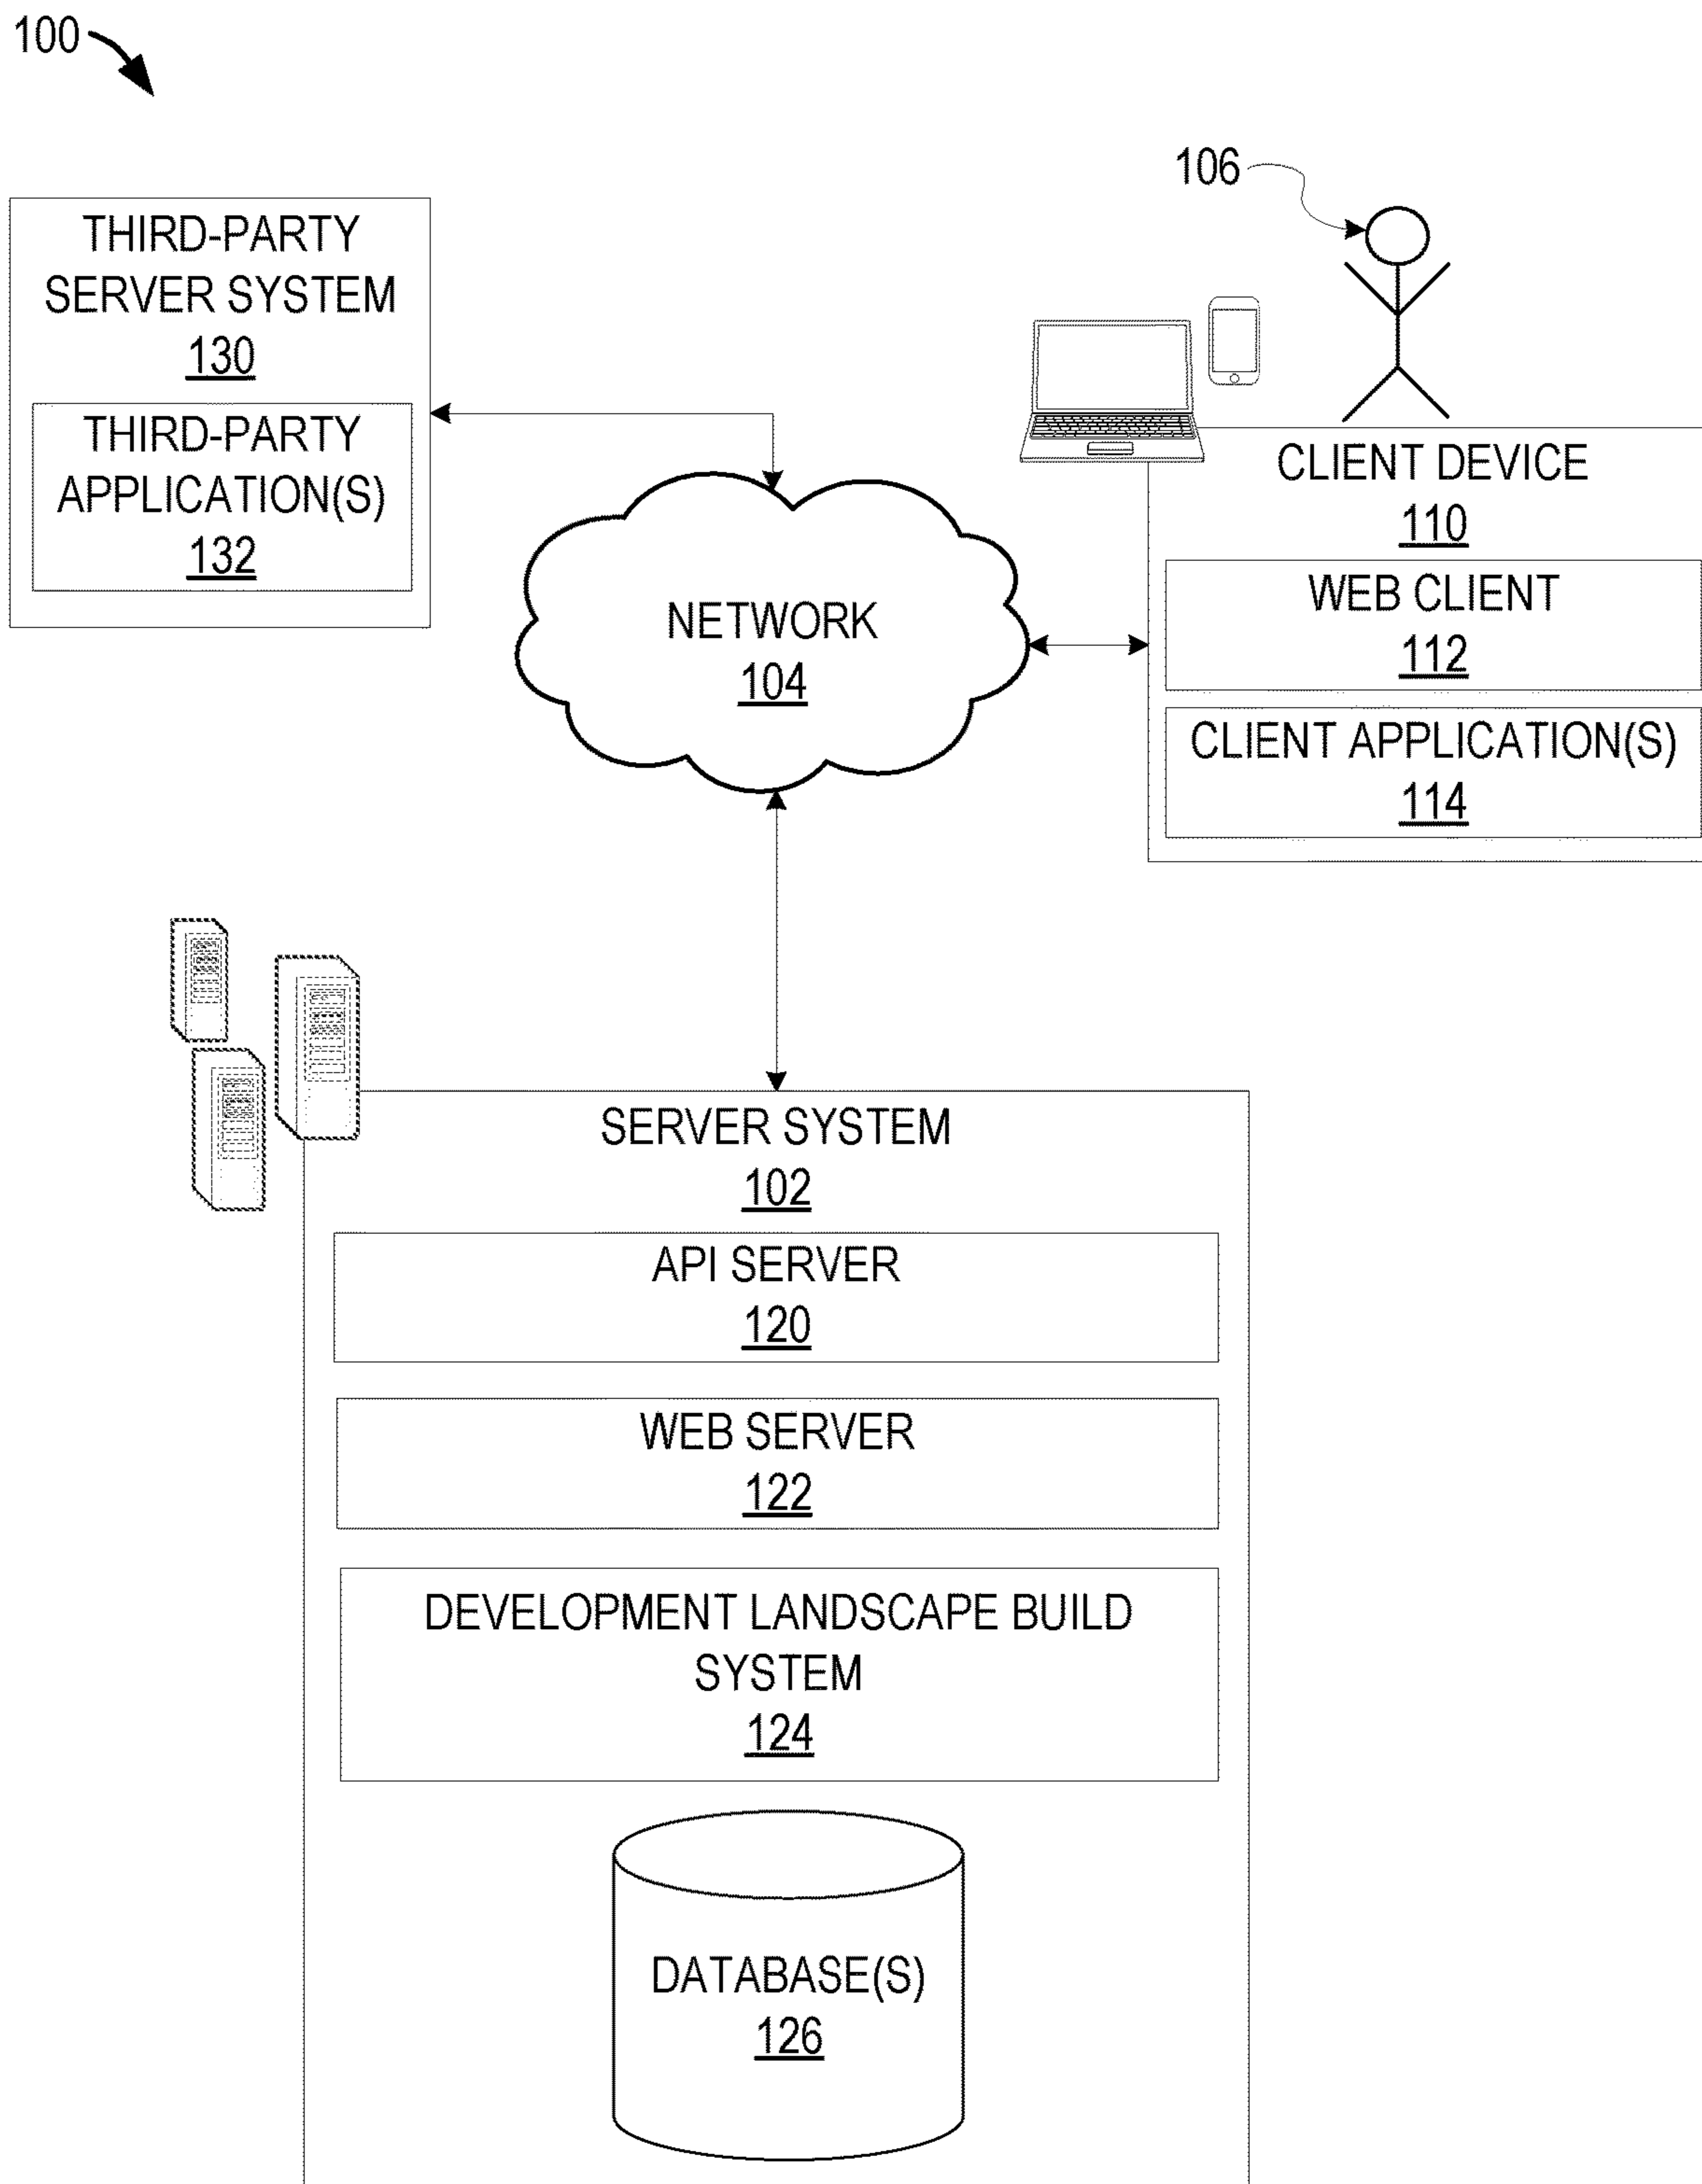 100
106
THIRD-PARTY
SERVER SYSTEM
130
THIRD-PARTY
APPLICATION(S)
132
CLIENT DEVICE
110
WEB CLIENT
112
CLIENT APPLICATION(S)
114
NETWORK
104
SERVER SYSTEM
102
API SERVER
120
WEB SERVER
122
DEVELOPMENT LANDSCAPE BUILD
SYSTEM
124
DATABASE(S)
126